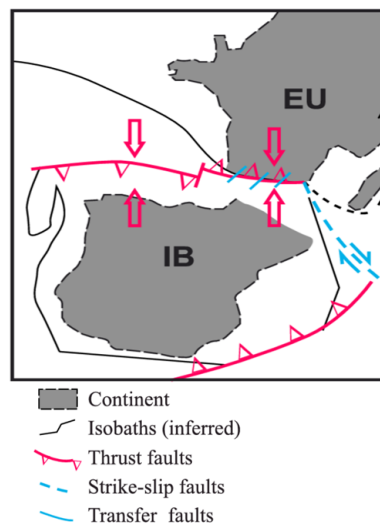 EU
IB
Continent
Isobaths (inferred)
Thrust faults
Strike-slip faults
Transfer faults